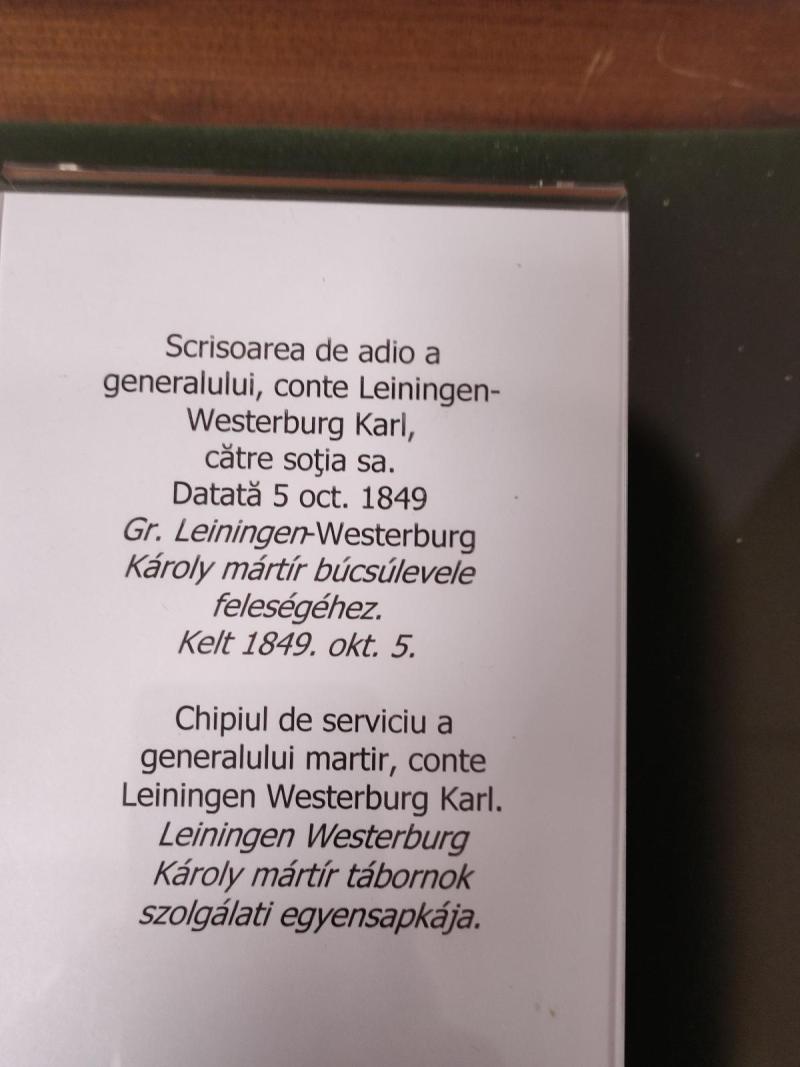 Scrisoarea de adio a
generalului, conte Leiningen-
Westerburg Karl,
către soţia sa.
Datată 5 oct. 1849
Gr. Leiningen-Westerburg
Károly mártír búcsúlevele
feleségéhez.
Kelt 1849. okt. 5.
Chipiul de serviciu a
generalului martir, conte
Leiningen Westerburg Karl.
Leiningen Westerburg
Károly mártír tábornok
szolgálati egyensapkája.